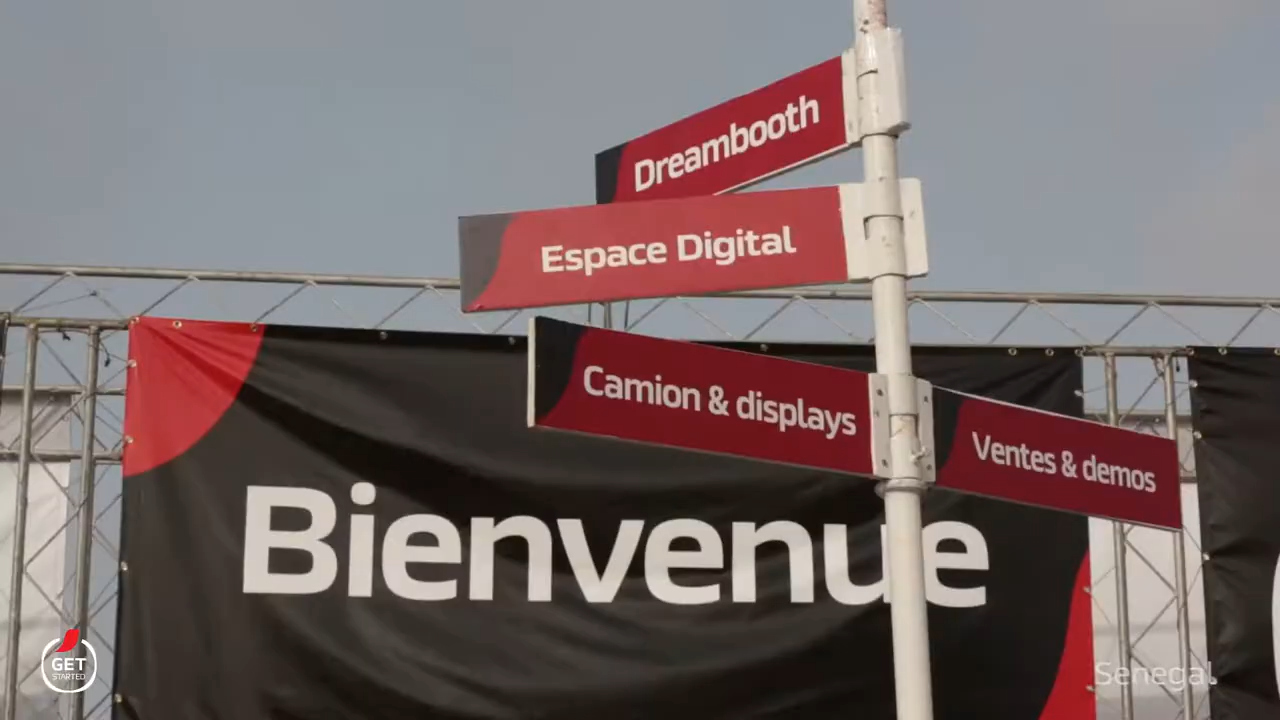 Dreambooth
Espace Digital
Camion & displays
Ventes & demos
Bienvenue
GET
STARTED
Senegal